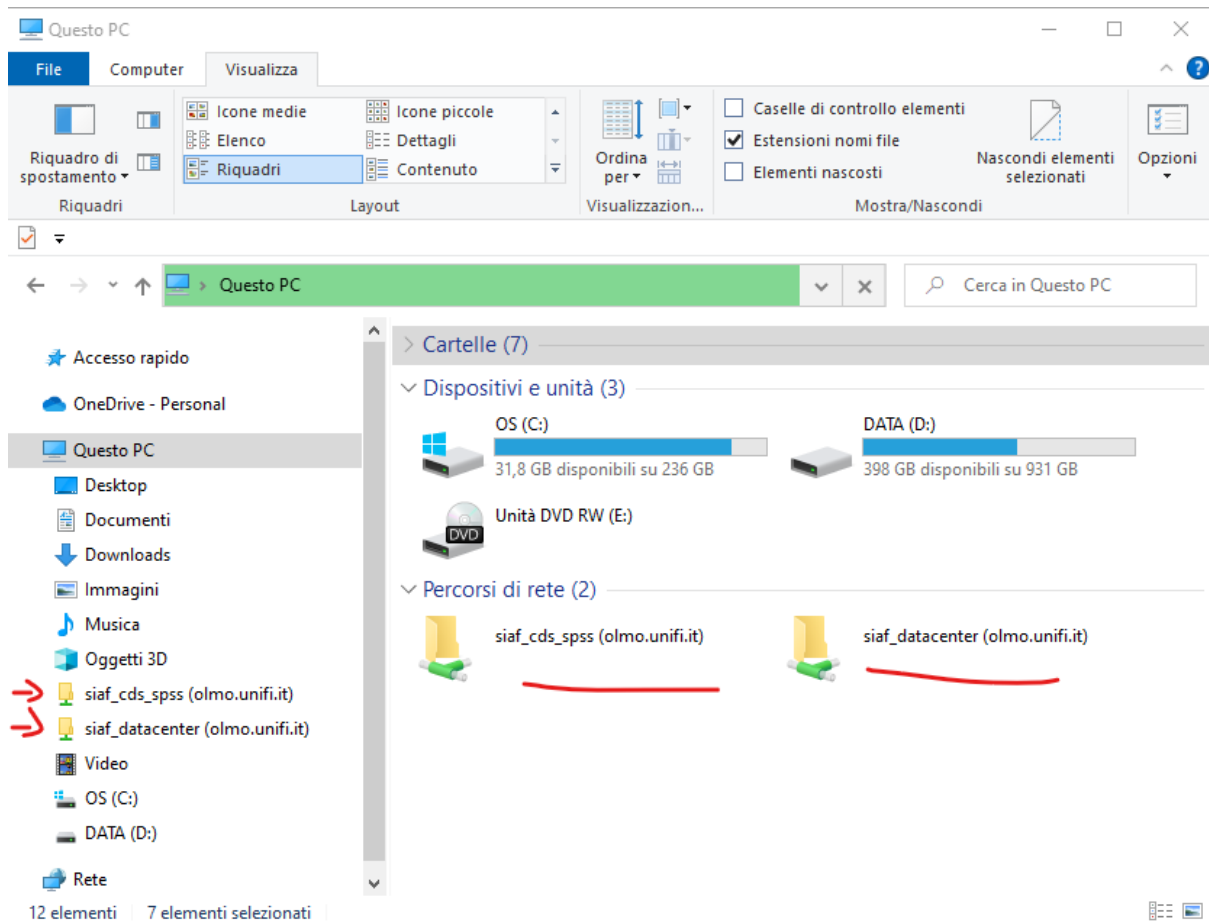 Questo PC
File
Computer
Visualizza
Riquadro di
spostamento
Icone medie
Icone piccole
Elenco
Dettagli
Riquadri
Contenuto
Ordina
per
Caselle di controllo elementi
Estensioni nomi file
Elementi nascosti
Nascondi elementi
selezionati
Opzioni
Riquadri
Layout
Visualizzazion...
Mostra/Nascondi
Questo PC
Cerca in Questo PC
Accesso rapido
OneDrive - Personal
Questo PC
Desktop
Documenti
Downloads
Immagini
Musica
Oggetti 3D
siaf_cds_spss (olmo.unifi.it)
siaf_datacenter (olmo.unifi.it)
Video
OS (C:)
DATA (D:)
Rete
Cartelle (7)
Dispositivi e unità (3)
OS (C:)
31,8 GB disponibili su 236 GB
DATA (D:)
398 GB disponibili su 931 GB
DVD
Unità DVD RW (E:)
Percorsi di rete (2)
siaf_cds_spss (olmo.unifi.it)
siaf_datacenter (olmo.unifi.it)
12 elementi
7 elementi selezionati